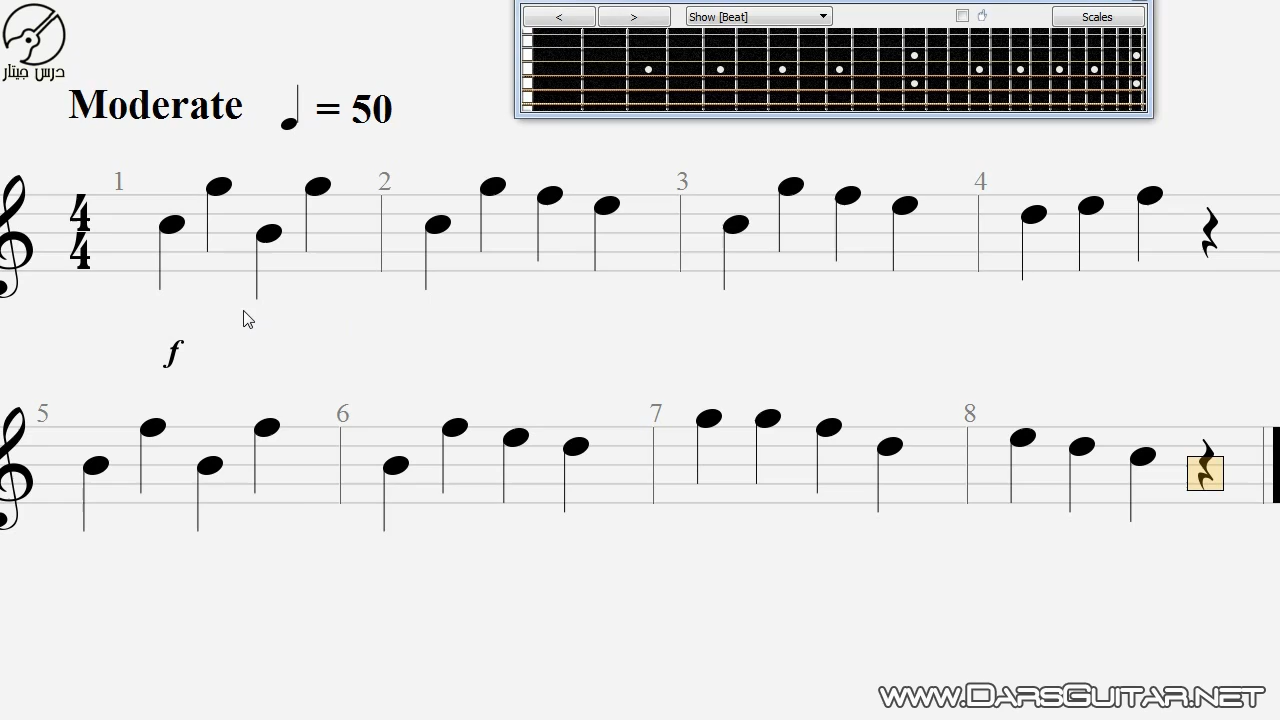 < > Show [Beat] Scales
درس جيتار
Moderate = 50
4
4
1 2 3 4
f
5 6 7 8
www.DarsGuitar.net